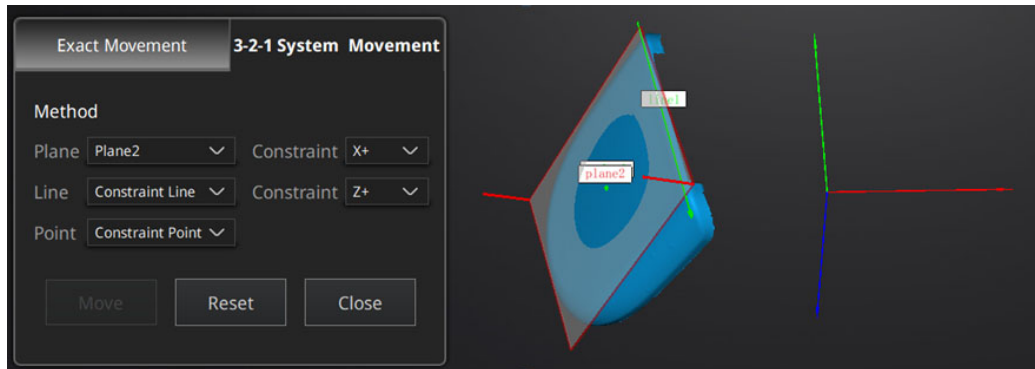 Exact Movement
3-2-1 System Movement
Method
Plane Plane2 Constraint X+
Line Constraint Line Constraint Z+
Point Constraint Point
Move Reset Close
line1
plane2